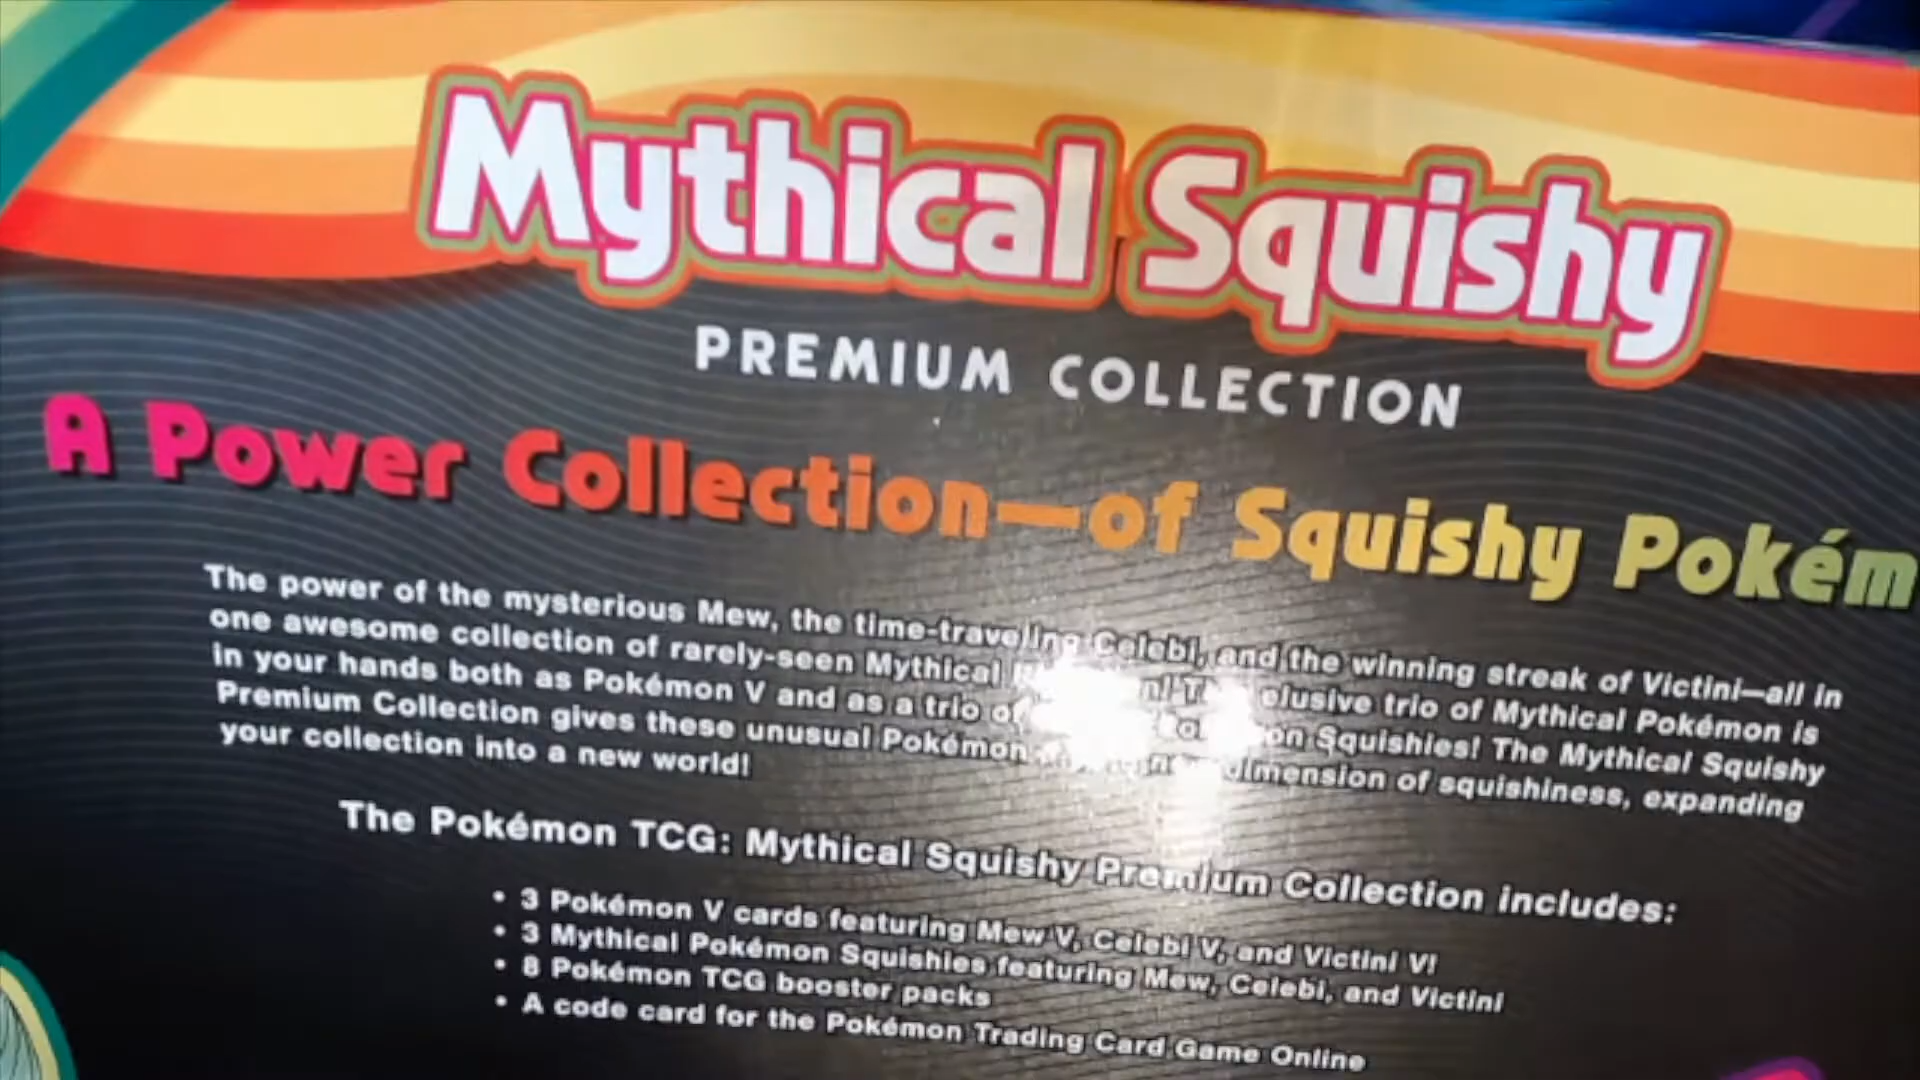 Mythical Squishy
PREMIUM COLLECTION
A Power Collection—of Squishy Pokém
The power of the mysterious Mew, the time-traveling Celebi, and the winning streak of Victini—all in
one awesome collection of rarely-seen Mythical elusive trio of Mythical Pokémon is
in your hands both as Pokémon V and as a trio of Squishies! The Mythical Squishy
Premium Collection gives these unusual Pokémon dimension of squishiness, expanding
your collection into a new world!
The Pokémon TCG: Mythical Squishy Premium Collection includes:
• 3 Pokémon V cards featuring Mew V, Celebi V, and Victini V!
• 3 Mythical Pokémon Squishies featuring Mew, Celebi, and Victini
• 8 Pokémon TCG booster packs
• A code card for the Pokémon Trading Card Game Online